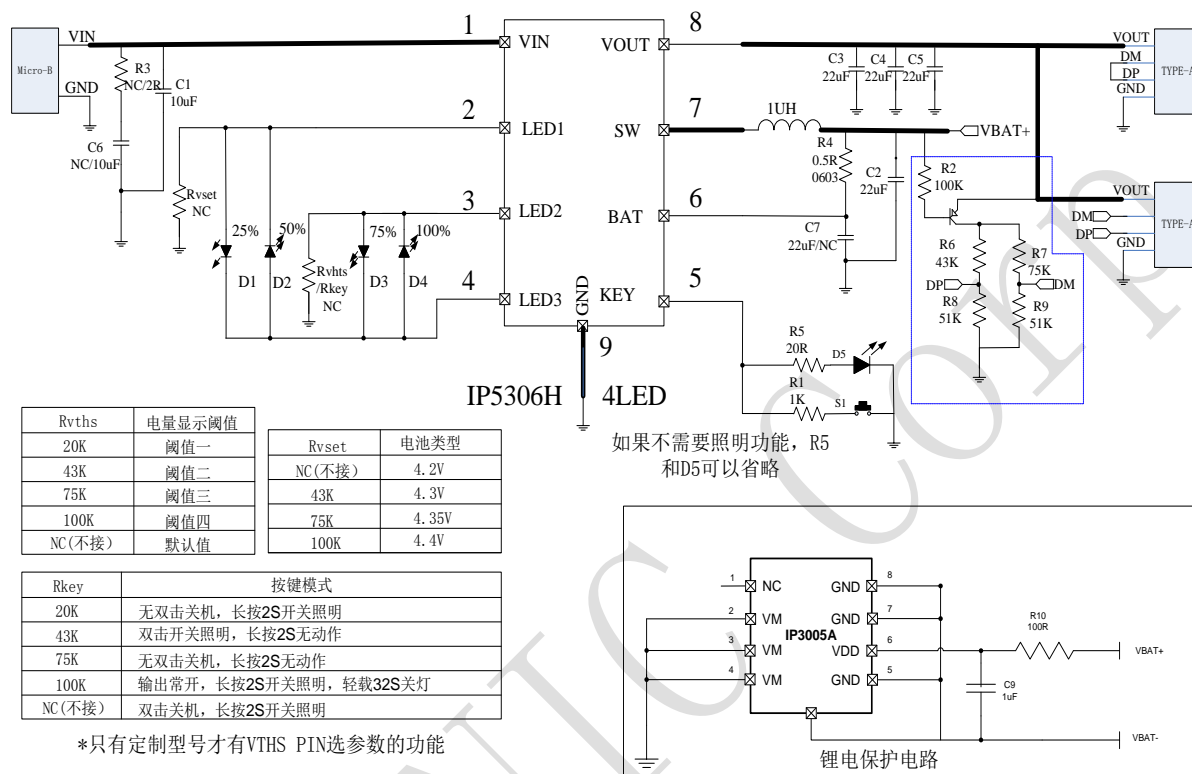 1
8
Micro-B
VIN
GND
R3
NC/2R
C1
10uF
C6
NC/10uF
VIN
VOUT
C3
22uF
C4
22uF
C5
22uF
VOUT
DM
DP
GND
TYPE-A
2
LED1
7
SW
1UH
VBAT+
R4
0.5R
0603
C2
22uF
R2
100K
Rvset
NC
3
LED2
6
BAT
C7
22uF/NC
VOUT
DM
DP
GND
TYPE-A
25%
50%
75%
100%
D1
D2
Rvhts
/Rkey
NC
D3
D4
R6
43K
R7
75K
DP
DM
R8
51K
R9
51K
4
LED3
GND
KEY
5
9
R5
20R
D5
R1
1K
S1
IP5306H 4LED
如果不需要照明功能，R5
和D5可以省略
Rvths 电量显示阈值
20K 阈值一
43K 阈值二
75K 阈值三
100K 阈值四
NC(不接) 默认值
Rvset 电池类型
NC(不接) 4.2V
43K 4.3V
75K 4.35V
100K 4.4V
Rkey 按键模式
20K 无双击关机，长按2S开关照明
43K 双击开关照明，长按2S无动作
75K 无双击关机，长按2S无动作
100K 输出常开，长按2S开关照明，轻载32S关灯
NC(不接) 双击关机，长按2S开关照明
*只有定制型号才有VTHS PIN选参数的功能
1 NC GND 8
2 VM GND 7
3 VM VDD 6
4 VM GND 5
IP3005A
R10
100R
VBAT+
C9
1uF
VBAT-
锂电保护电路
Corp